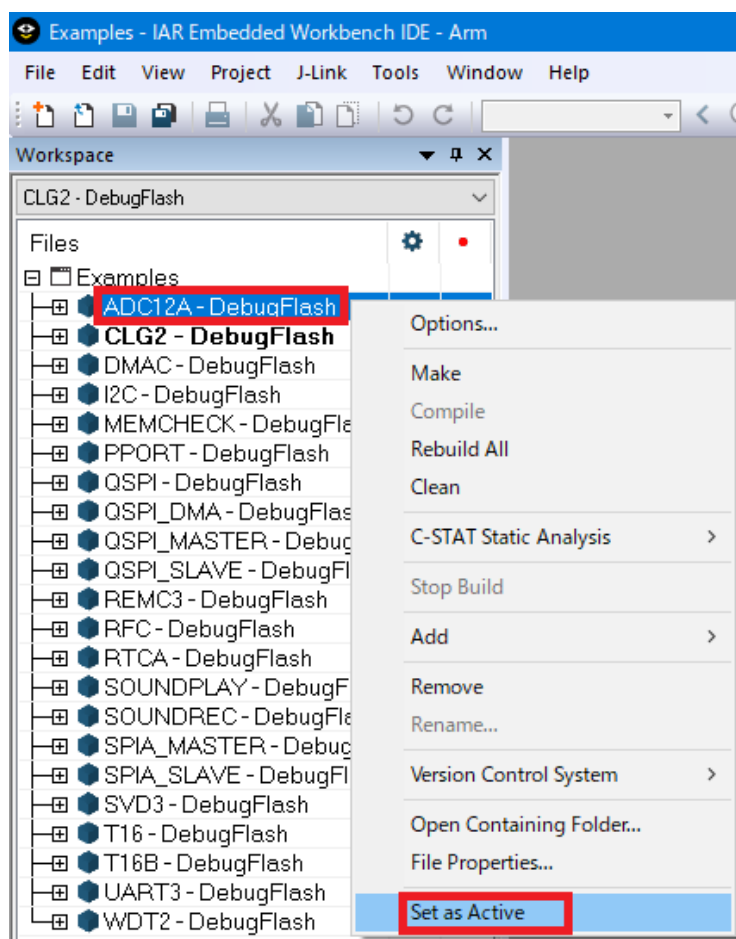 Examples - IAR Embedded Workbench IDE - Arm
File Edit View Project J-Link Tools Window Help
Workspace
CLG2 - DebugFlash
Files
Examples
ADC12A - DebugFlash
CLG2 - DebugFlash
DMAC - DebugFlash
I2C - DebugFlash
MEMCHECK - DebugFla
PPORT - DebugFlash
QSPI - DebugFlash
QSPI_DMA - DebugFlas
QSPI_MASTER - Debug
QSPI_SLAVE - DebugFl
REMC3 - DebugFlash
RFC - DebugFlash
RTCA - DebugFlash
SOUNDPLAY - DebugF
SOUNDREC - DebugFla
SPIA_MASTER - Debug
SPIA_SLAVE - DebugFl
SVD3 - DebugFlash
T16 - DebugFlash
T16B - DebugFlash
UART3 - DebugFlash
WDT2 - DebugFlash
Options...
Make
Compile
Rebuild All
Clean
C-STAT Static Analysis
Stop Build
Add
Remove
Rename...
Version Control System
Open Containing Folder...
File Properties...
Set as Active